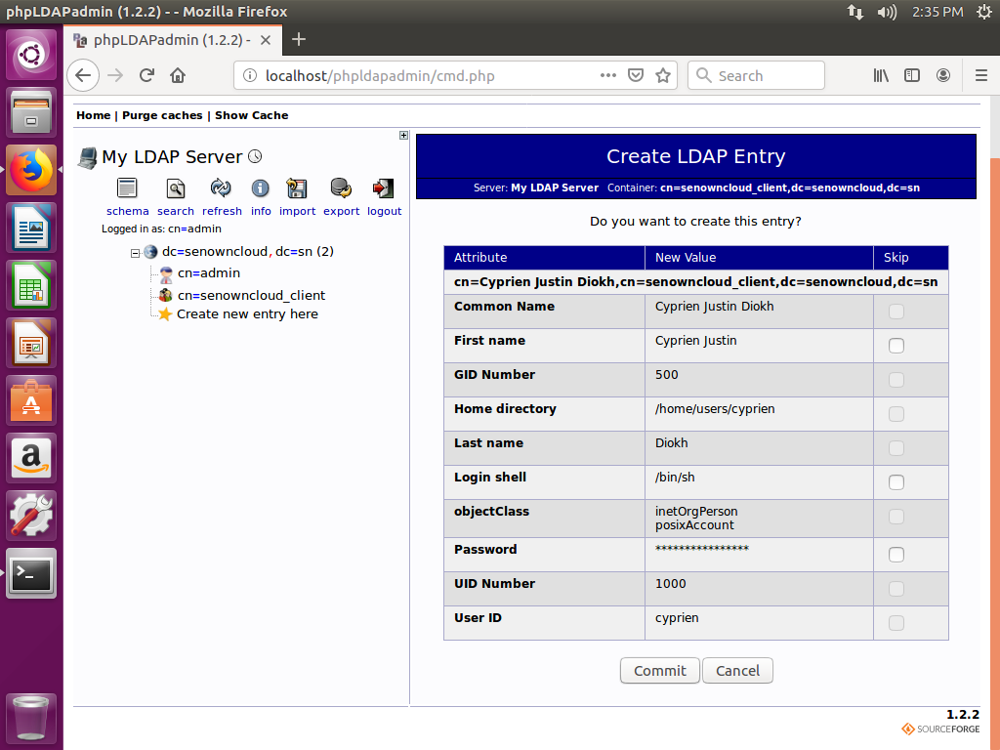 phpLDAPadmin (1.2.2) - - Mozilla Firefox
2:35 PM
phpLDAPadmin (1.2.2) -
localhost/phpldapadmin/cmd.php
Search
Home | Purge caches | Show Cache
My LDAP Server
schema search refresh info import export logout
Logged in as: cn=admin
dc=senowncloud, dc=sn (2)
cn=admin
cn=senowncloud_client
Create new entry here
Create LDAP Entry
Server: My LDAP Server Container: cn=senowncloud_client,dc=senowncloud,dc=sn
Do you want to create this entry?
Attribute New Value Skip
cn=Cyprien Justin Diokh,cn=senowncloud_client,dc=senowncloud,dc=sn
Common Name Cyprien Justin Diokh
First name Cyprien Justin
GID Number 500
Home directory /home/users/cyprien
Last name Diokh
Login shell /bin/sh
objectClass inetOrgPerson
posixAccount
Password ****************
UID Number 1000
User ID cyprien
Commit Cancel
1.2.2
SOURCEFORGE